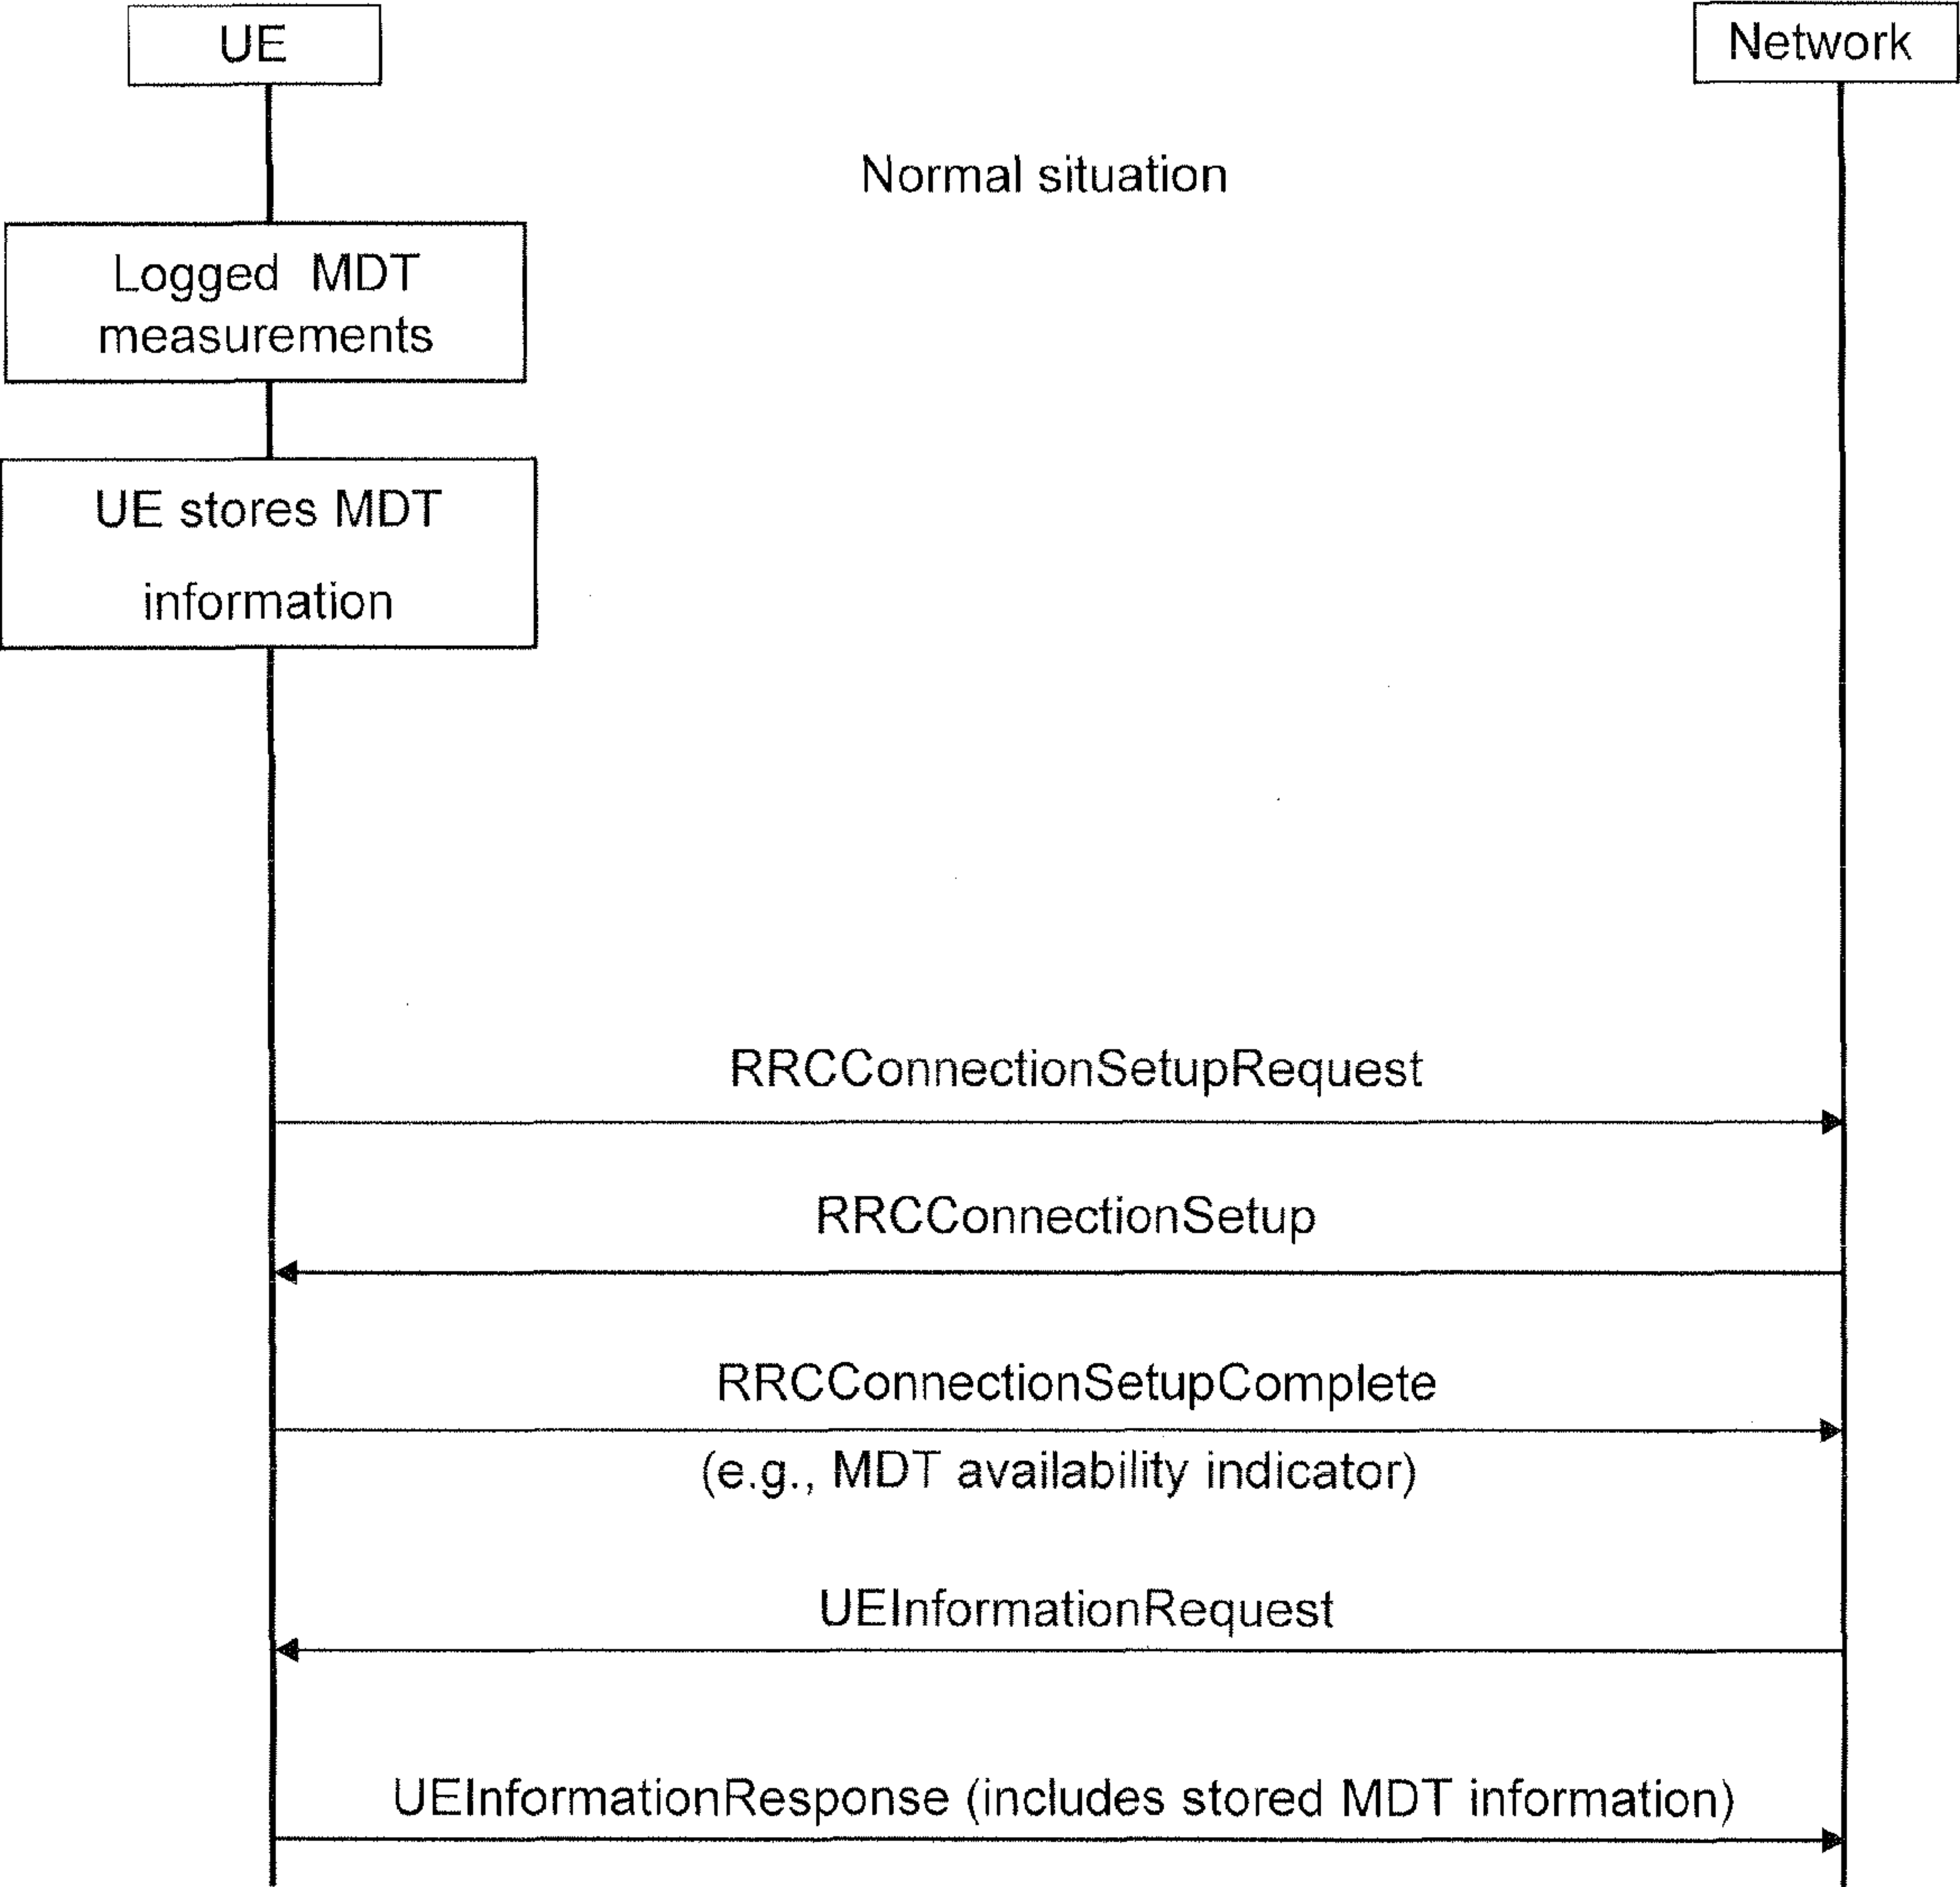 UE
Network
Normal situation
Logged MDT
measurements
UE stores MDT
information
RRCConnectionSetupRequest
RRCConnectionSetup
RRCConnectionSetupComplete
(e.g., MDT availability indicator)
UEInformationRequest
UEInformationResponse (includes stored MDT information)